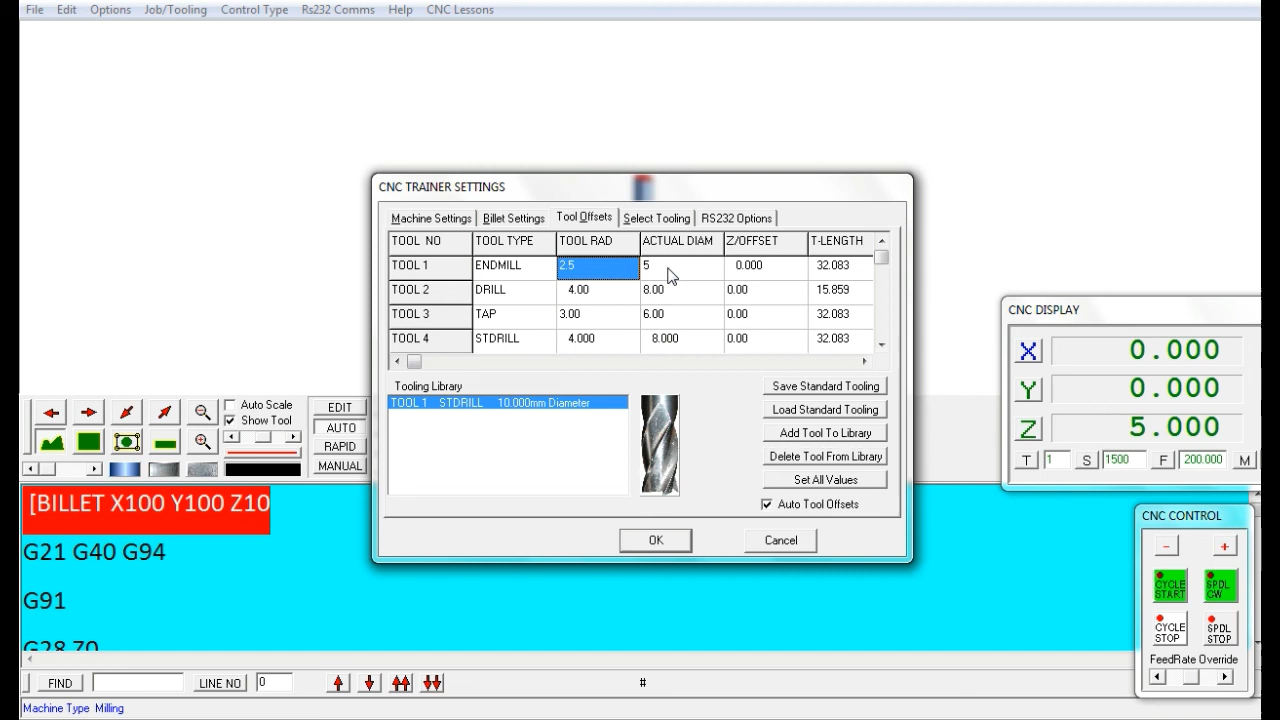 File Edit Options Job/Tooling Control Type Rs232 Comms Help CNC Lessons
CNC TRAINER SETTINGS
Machine Settings Billet Settings Tool Offsets Select Tooling RS232 Options
TOOL NO TOOL TYPE TOOL RAD ACTUAL DIAM Z/OFFSET T-LENGTH
TOOL 1 ENDMILL 2.5 5 0.000 32.083
TOOL 2 DRILL 4.00 8.00 0.00 15.859
TOOL 3 TAP 3.00 6.00 0.00 32.083
TOOL 4 STDRILL 4.000 8.000 0.00 32.083
Tooling Library
TOOL 1 STDRILL 10.000mm Diameter
Save Standard Tooling
Load Standard Tooling
Add Tool To Library
Delete Tool From Library
Set All Values
Auto Tool Offsets
OK Cancel
CNC DISPLAY
X 0.000
Y 0.000
Z 5.000
T 1 S 1500 F 200.000 M
Auto Scale
Show Tool
EDIT
AUTO
RAPID
MANUAL
[BILLET X100 Y100 Z10
G21 G40 G94
G91
G28 Z0
CNC CONTROL
- +
CYCLE START
SPDL CW
CYCLE STOP
SPDL STOP
FeedRate Override
FIND LINE NO 0 #
Machine Type Milling